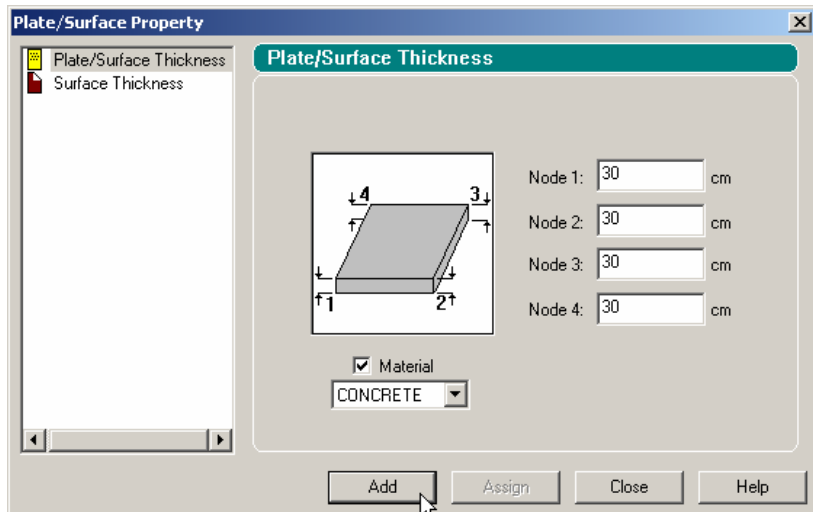 Plate/Surface Property
Plate/Surface Thickness
Surface Thickness
Plate/Surface Thickness
4 3
1 2
Node 1: 30 cm
Node 2: 30 cm
Node 3: 30 cm
Node 4: 30 cm
Material
CONCRETE
Add Assign Close Help